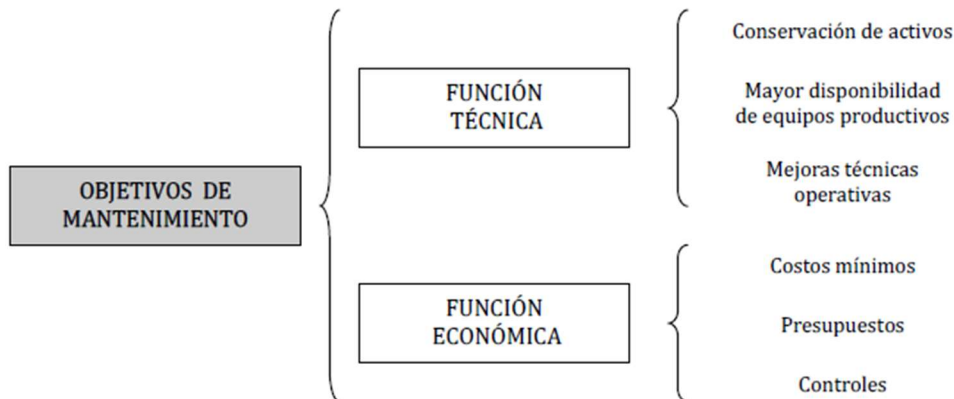 OBJETIVOS DE
MANTENIMIENTO
FUNCIÓN
TÉCNICA
Conservación de activos
Mayor disponibilidad
de equipos productivos
Mejoras técnicas
operativas
FUNCIÓN
ECONÓMICA
Costos mínimos
Presupuestos
Controles